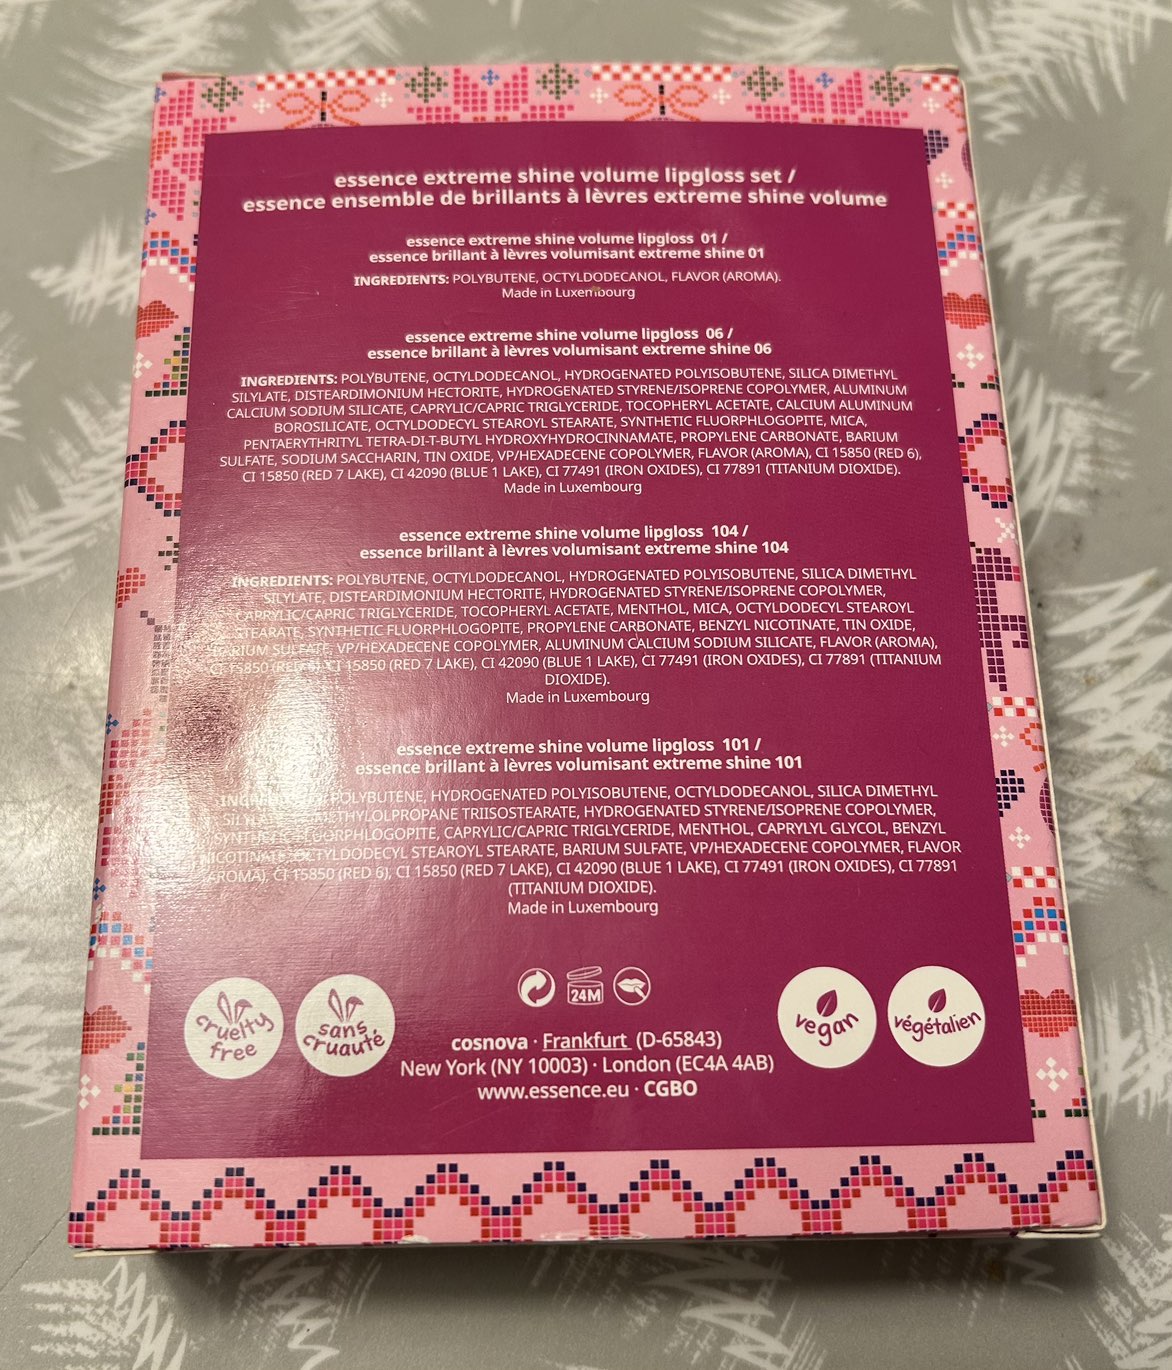 essence extreme shine volume lipgloss set /
essence ensemble de brillants à lèvres extreme shine volume
essence extreme shine volume lipgloss 01 /
essence brillant à lèvres volumisant extreme shine 01
INGREDIENTS: POLYBUTENE, OCTYLDODECANOL, FLAVOR (AROMA).
Made in Luxembourg
essence extreme shine volume lipgloss 06 /
essence brillant à lèvres volumisant extreme shine 06
INGREDIENTS: POLYBUTENE, OCTYLDODECANOL, HYDROGENATED POLYISOBUTENE, SILICA DIMETHYL
SILYLATE, DISTEARDIMONIUM HECTORITE, HYDROGENATED STYRENE/ISOPRENE COPOLYMER, ALUMINUM
CALCIUM SODIUM SILICATE, CAPRYLIC/CAPRIC TRIGLYCERIDE, TOCOPHERYL ACETATE, CALCIUM ALUMINUM
BOROSILICATE, OCTYLDODECYL STEAROYL STEARATE, SYNTHETIC FLUORPHLOGOPITE, MICA,
PENTAERYTHRITYL TETRA-DI-T-BUTYL HYDROXYHYDROCINNAMATE, PROPYLENE CARBONATE, BARIUM
SULFATE, SODIUM SACCHARIN, TIN OXIDE, VP/HEXADECENE COPOLYMER, FLAVOR (AROMA), CI 15850 (RED 6),
CI 15850 (RED 7 LAKE), CI 42090 (BLUE 1 LAKE), CI 77491 (IRON OXIDES), CI 77891 (TITANIUM DIOXIDE).
Made in Luxembourg
essence extreme shine volume lipgloss 104 /
essence brillant à lèvres volumisant extreme shine 104
INGREDIENTS: POLYBUTENE, OCTYLDODECANOL, HYDROGENATED POLYISOBUTENE, SILICA DIMETHYL
SILYLATE, DISTEARDIMONIUM HECTORITE, HYDROGENATED STYRENE/ISOPRENE COPOLYMER,
CAPRYLIC/CAPRIC TRIGLYCERIDE, TOCOPHERYL ACETATE, MENTHOL, MICA, OCTYLDODECYL STEAROYL
STEARATE, SYNTHETIC FLUORPHLOGOPITE, PROPYLENE CARBONATE, BENZYL NICOTINATE, TIN OXIDE,
BARIUM SULFATE, VP/HEXADECENE COPOLYMER, ALUMINUM CALCIUM SODIUM SILICATE, FLAVOR (AROMA),
CI 15850 (RED 6), CI 15850 (RED 7 LAKE), CI 42090 (BLUE 1 LAKE), CI 77491 (IRON OXIDES), CI 77891 (TITANIUM
DIOXIDE).
Made in Luxembourg
essence extreme shine volume lipgloss 101 /
essence brillant à lèvres volumisant extreme shine 101
POLYBUTENE, HYDROGENATED POLYISOBUTENE, OCTYLDODECANOL, SILICA DIMETHYL
HYDROGENATED STYRENE/ISOPRENE COPOLYMER,
SYNTHETIC FLUORPHLOGOPITE, CAPRYLIC/CAPRIC TRIGLYCERIDE, MENTHOL, CAPRYLYL GLYCOL, BENZYL
NICOTINATE, OCTYLDODECYL STEAROYL STEARATE, BARIUM SULFATE, VP/HEXADECENE COPOLYMER, FLAVOR
(AROMA), CI 15850 (RED 6), CI 15850 (RED 7 LAKE), CI 42090 (BLUE 1 LAKE), CI 77491 (IRON OXIDES), CI 77891
(TITANIUM DIOXIDE).
Made in Luxembourg
cruelty
free
sans
cruauté
24M
vegan
végétalien
cosnova · Frankfurt (D-65843)
New York (NY 10003) · London (EC4A 4AB)
www.essence.eu · CGBO